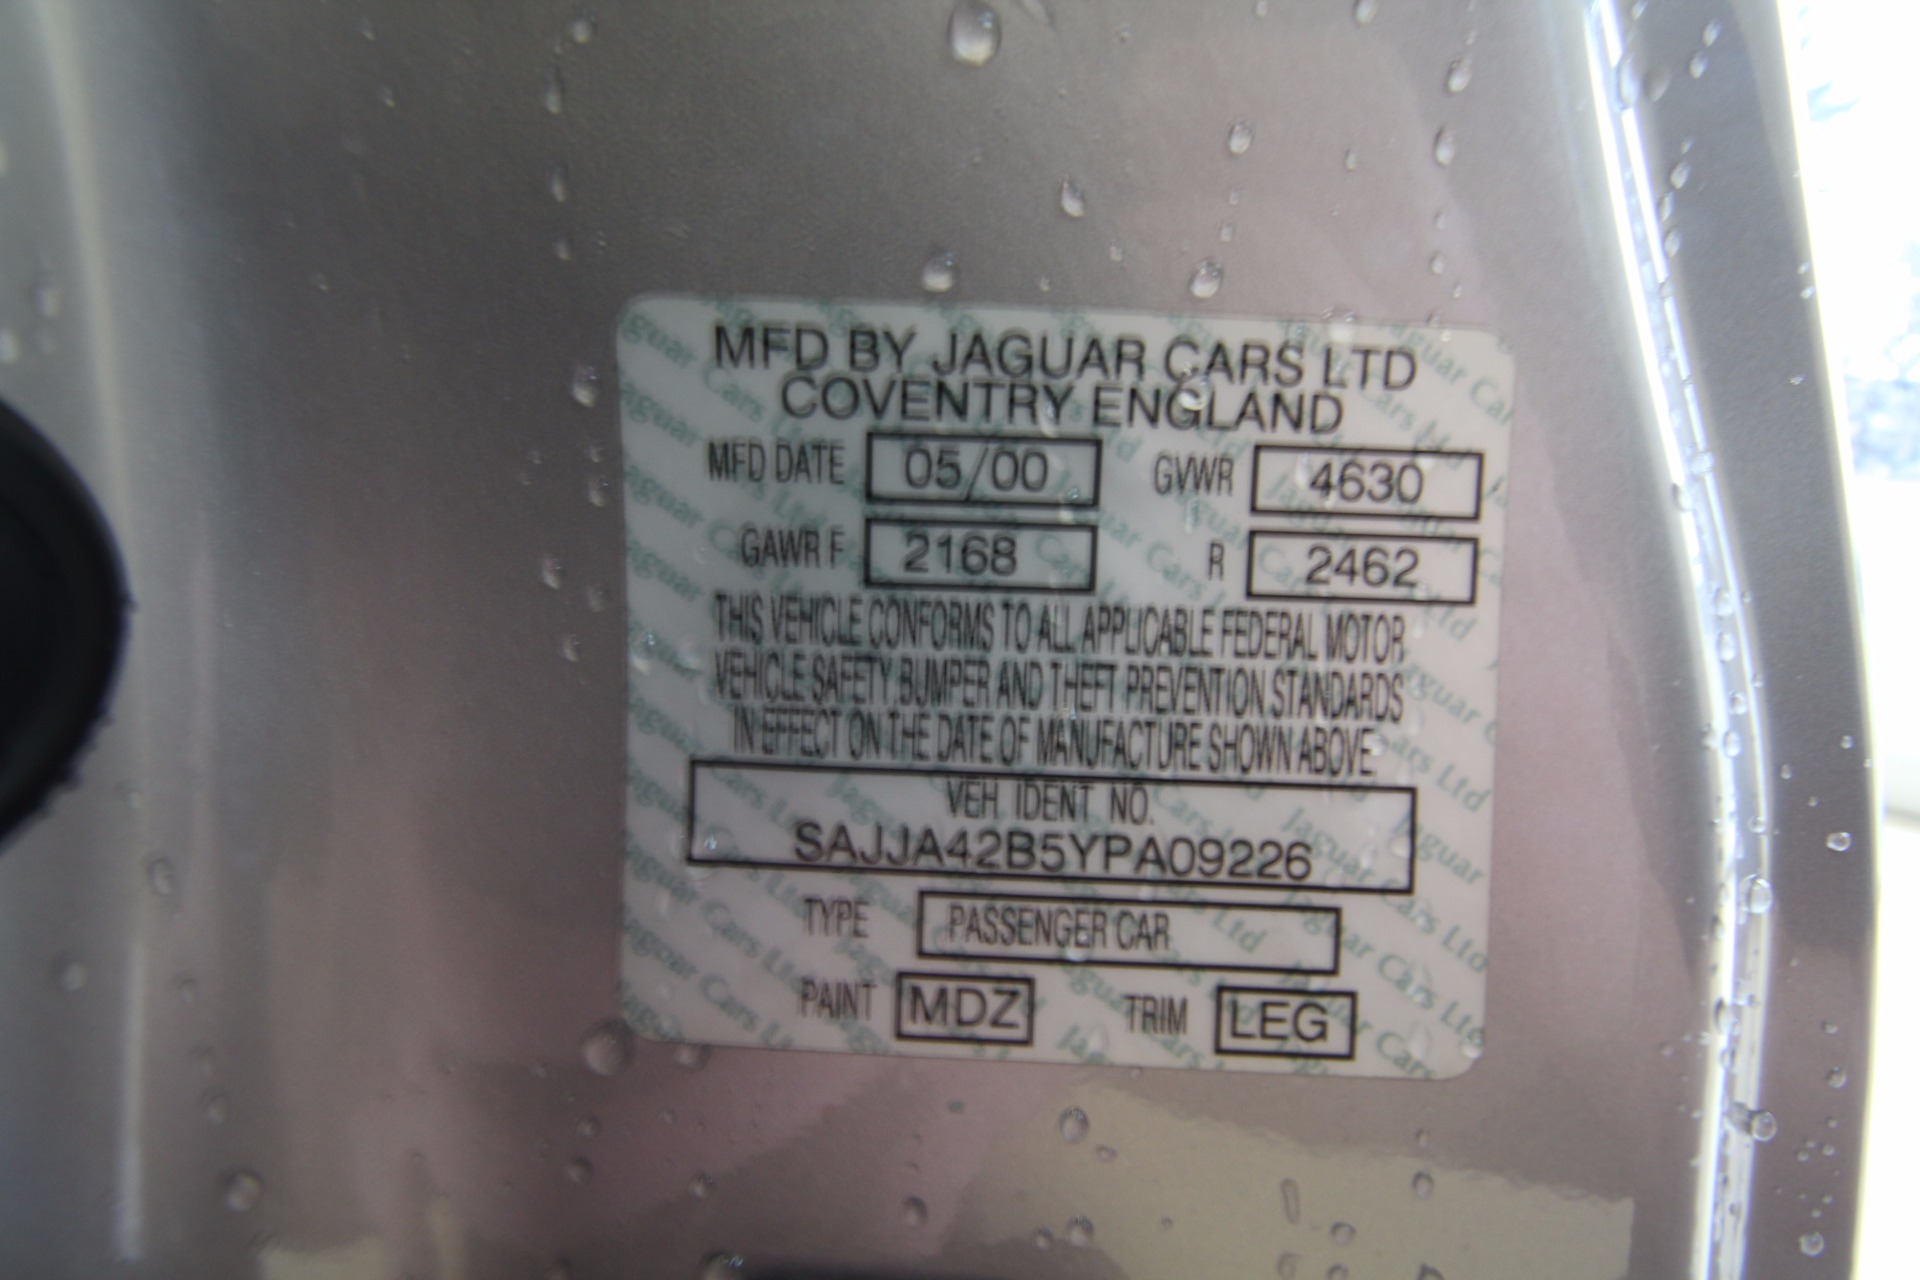 MFD BY JAGUAR CARS LTD
COVENTRY ENGLAND
MFD DATE 05/00 GVWR 4630
GAWR F 2168 R 2462
THIS VEHICLE CONFORMS TO ALL APPLICABLE FEDERAL MOTOR
VEHICLE SAFETY, BUMPER AND THEFT PREVENTION STANDARDS
IN EFFECT ON THE DATE OF MANUFACTURE SHOWN ABOVE.
VEH IDENT NO.
SAJJA42B5YPA09226
TYPE PASSENGER CAR
PAINT MDZ TRIM LEG